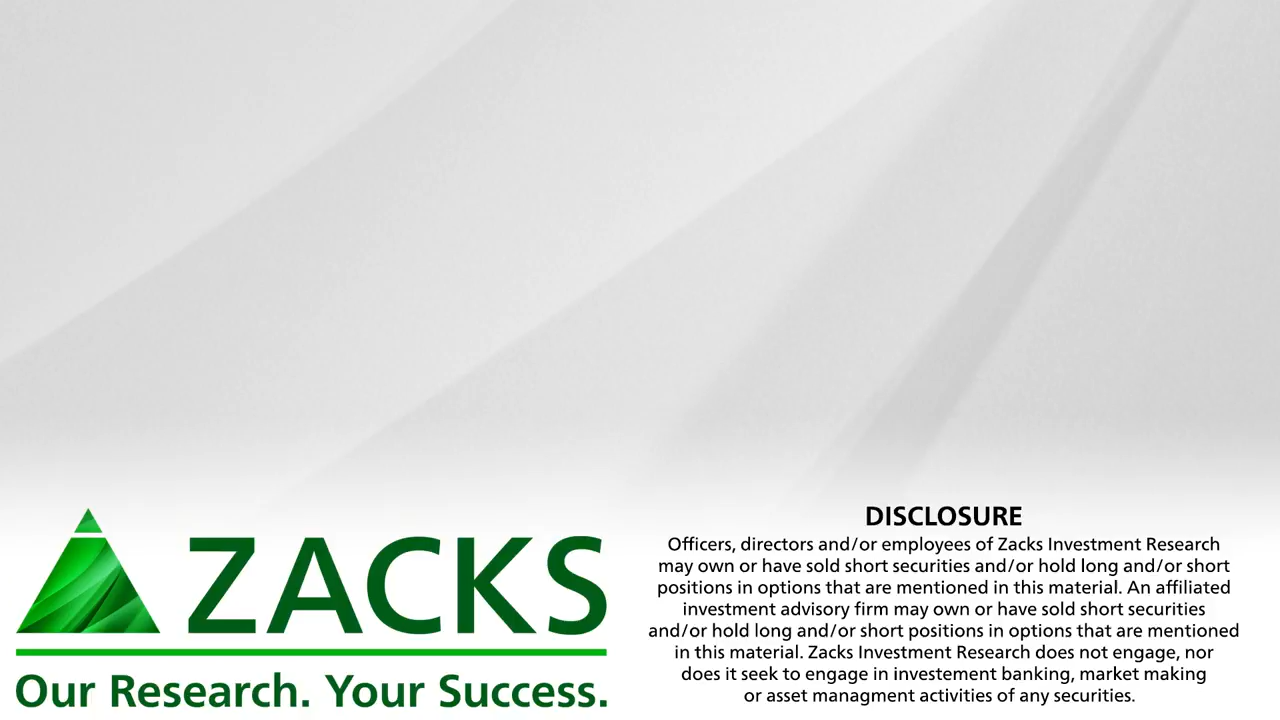 ZACKS
Our Research. Your Success.
DISCLOSURE
Officers, directors and/or employees of Zacks Investment Research
may own or have sold short securities and/or hold long and/or short
positions in options that are mentioned in this material. An affiliated
investment advisory firm may own or have sold short securities
and/or hold long and/or short positions in options that are mentioned
in this material. Zacks Investment Research does not engage, nor
does it seek to engage in investement banking, market making
or asset managment activities of any securities.